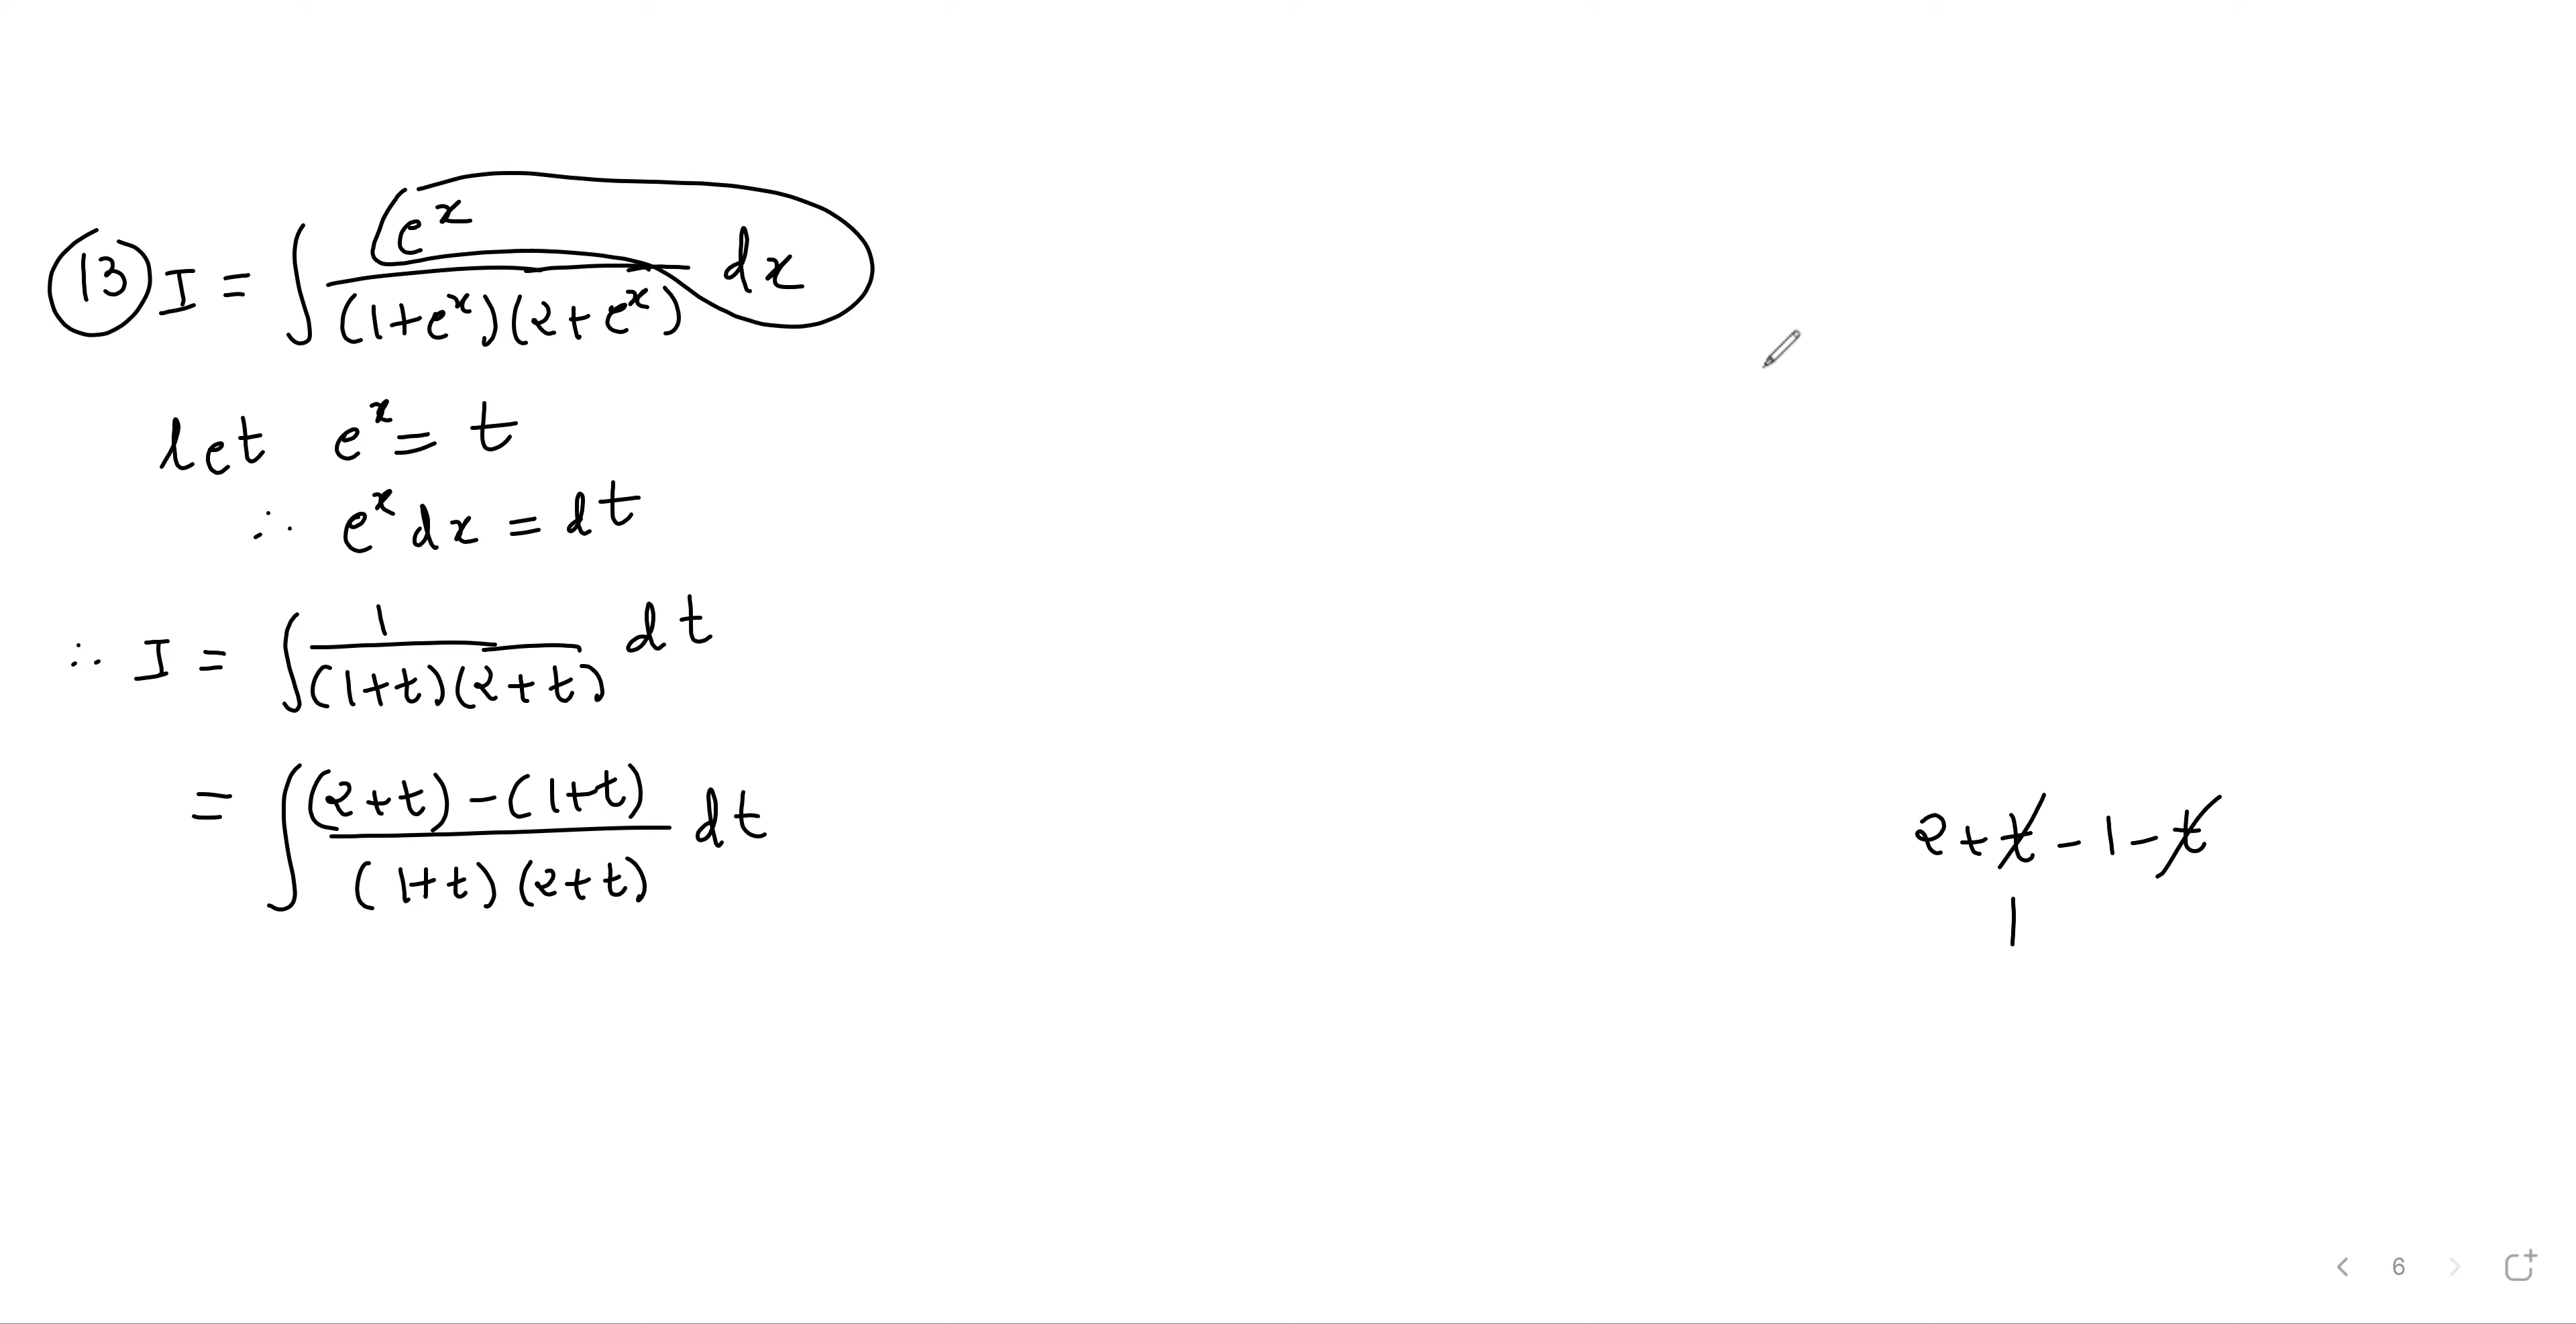 (13) I = ∫ e^x / ((1+e^x)(2+e^x)) dx
let e^x = t
∴ e^x dx = dt
∴ I = ∫ 1 / ((1+t)(2+t)) dt
= ∫ ((2+t) - (1+t)) / ((1+t)(2+t)) dt
2 + t - 1 - t
1
6